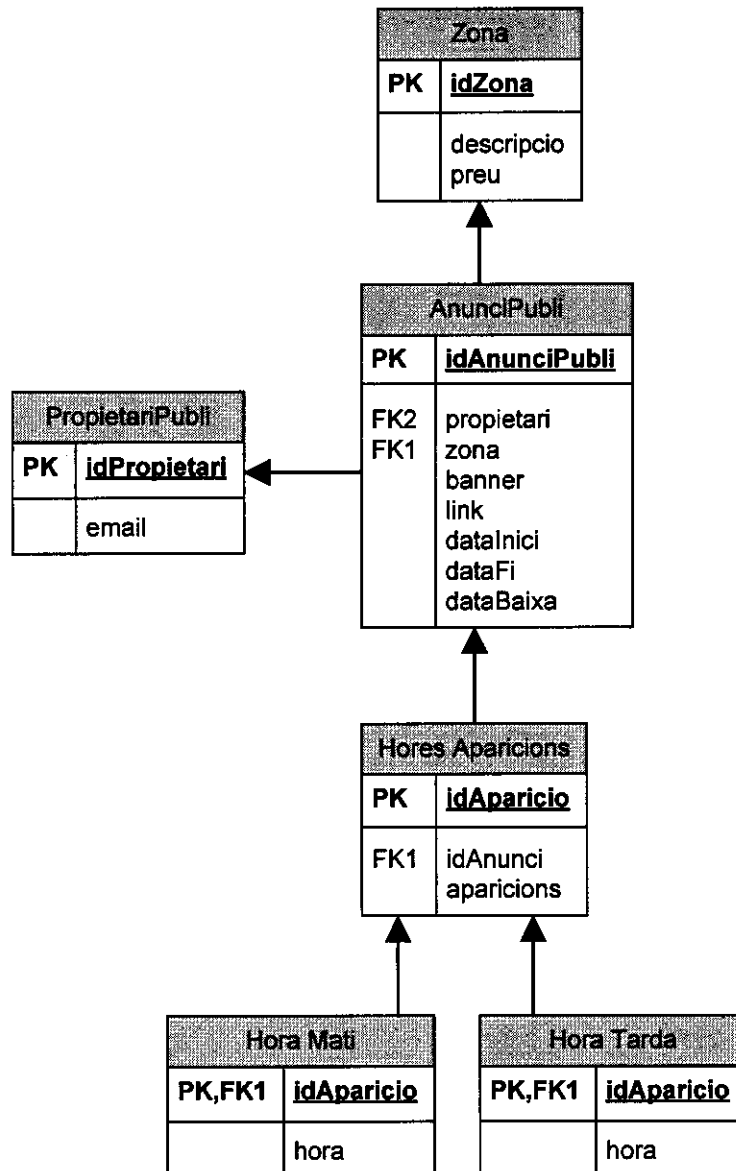 Zona
PK idZona
descripcio
preu
AnunciPubli
PK idAnunciPubli
FK2 propietari
FK1 zona
banner
link
dataInici
dataFi
dataBaixa
PropietariPubli
PK idPropietari
email
Hores Aparicions
PK idAparicio
FK1 idAnunci
aparicions
Hora Mati
PK,FK1 idAparicio
hora
Hora Tarda
PK,FK1 idAparicio
hora